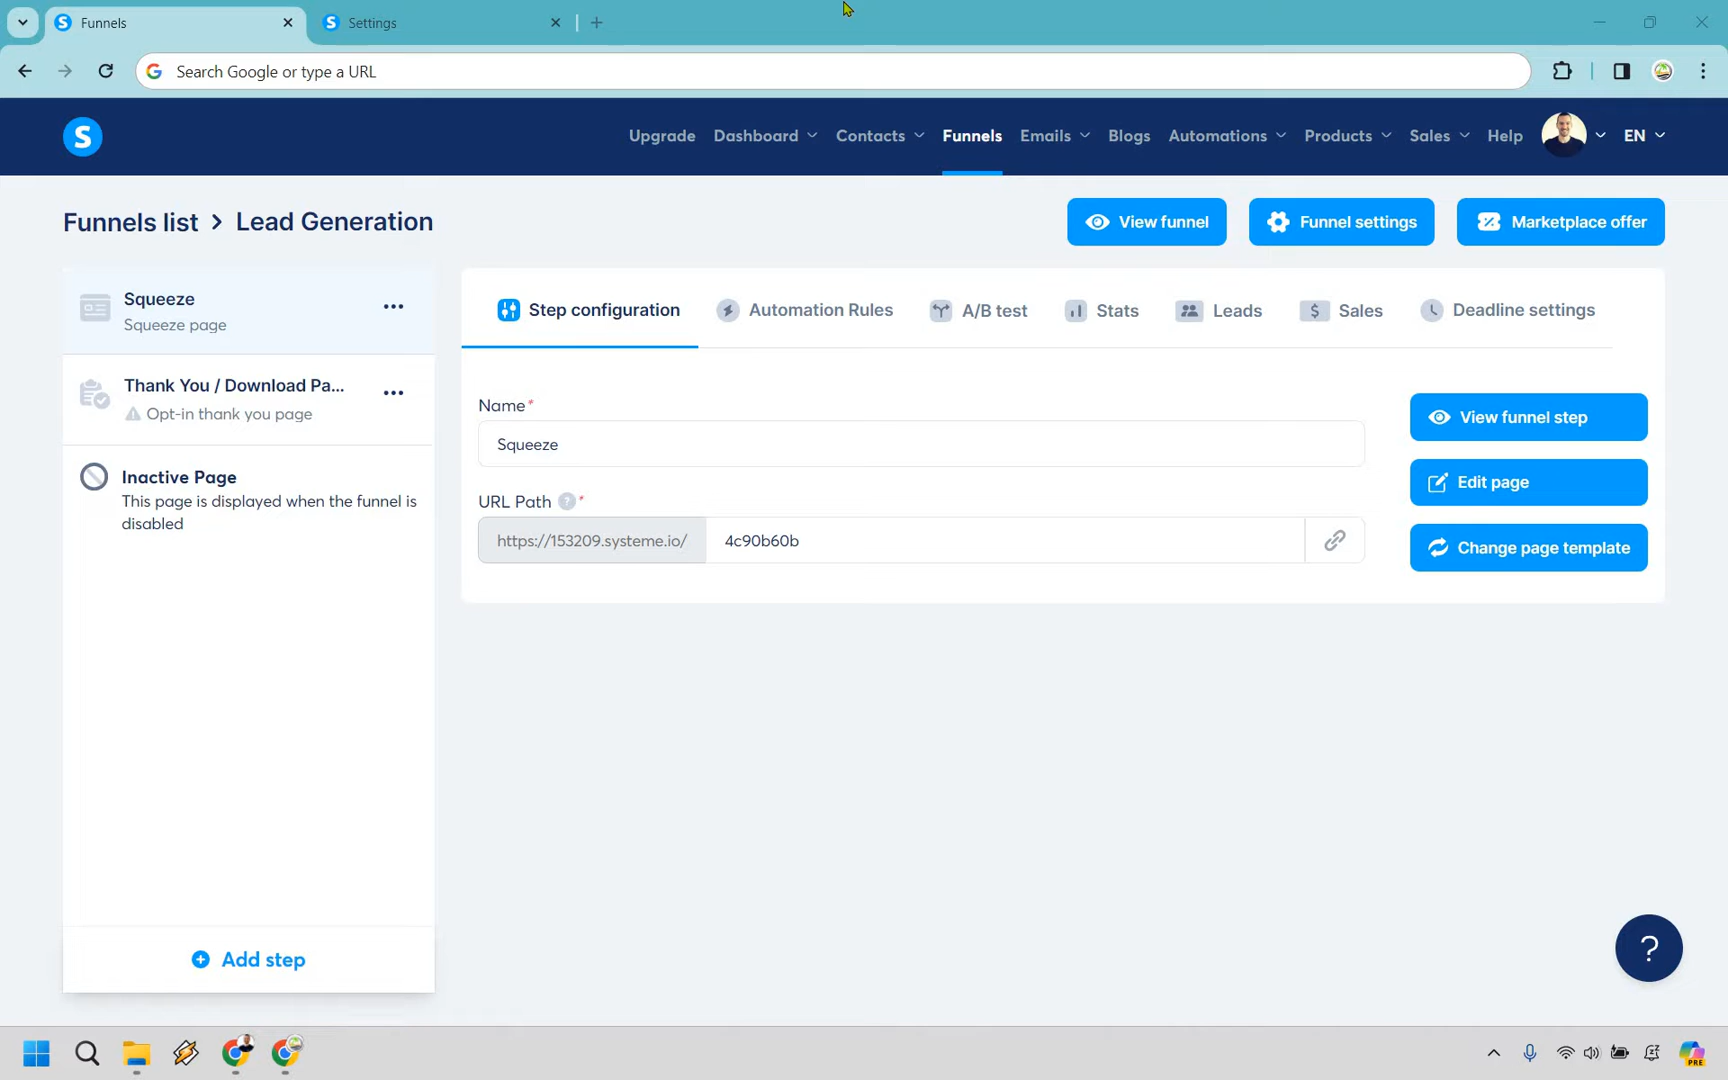 Funnels
Settings
Search Google or type a URL
S
Upgrade Dashboard Contacts Funnels Emails Blogs Automations Products Sales Help EN
Funnels list > Lead Generation
View funnel
Funnel settings
Marketplace offer
Squeeze
Squeeze page
Thank You / Download Pa...
Opt-in thank you page
Inactive Page
This page is displayed when the funnel is
disabled
Add step
Step configuration
Automation Rules
A/B test
Stats
Leads
Sales
Deadline settings
Name*
Squeeze
URL Path ? *
https://153209.systeme.io/ 4c90b60b
View funnel step
Edit page
Change page template
?
PRE